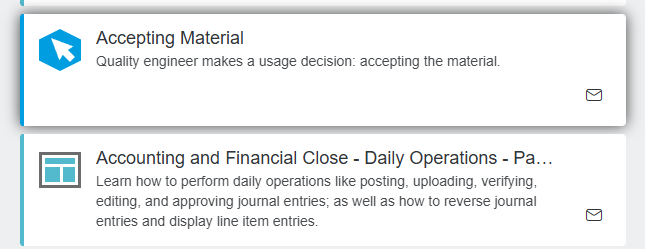 Accepting Material
Quality engineer makes a usage decision: accepting the material.
Accounting and Financial Close - Daily Operations - Pa…
Learn how to perform daily operations like posting, uploading, verifying,
editing, and approving journal entries; as well as how to reverse journal
entries and display line item entries.